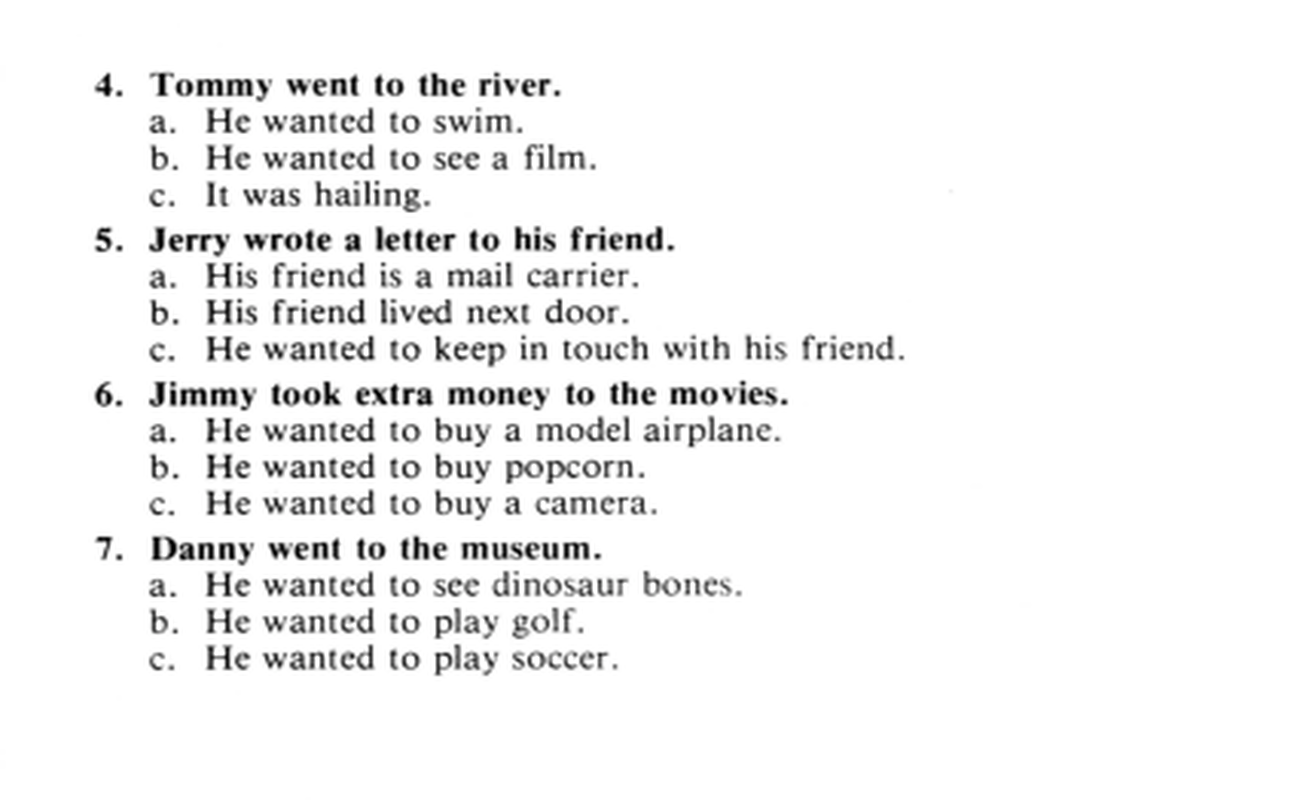 4. Tommy went to the river.
a. He wanted to swim.
b. He wanted to see a film.
c. It was hailing.
5. Jerry wrote a letter to his friend.
a. His friend is a mail carrier.
b. His friend lived next door.
c. He wanted to keep in touch with his friend.
6. Jimmy took extra money to the movies.
a. He wanted to buy a model airplane.
b. He wanted to buy popcorn.
c. He wanted to buy a camera.
7. Danny went to the museum.
a. He wanted to see dinosaur bones.
b. He wanted to play golf.
c. He wanted to play soccer.